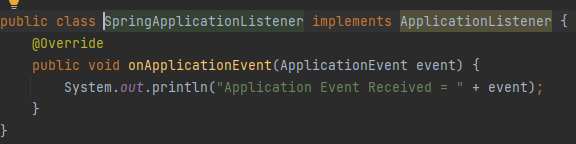 public class SpringApplicationListener implements ApplicationListener {
@Override
public void onApplicationEvent(ApplicationEvent event) {
System.out.println("Application Event Received = " + event);
}
}